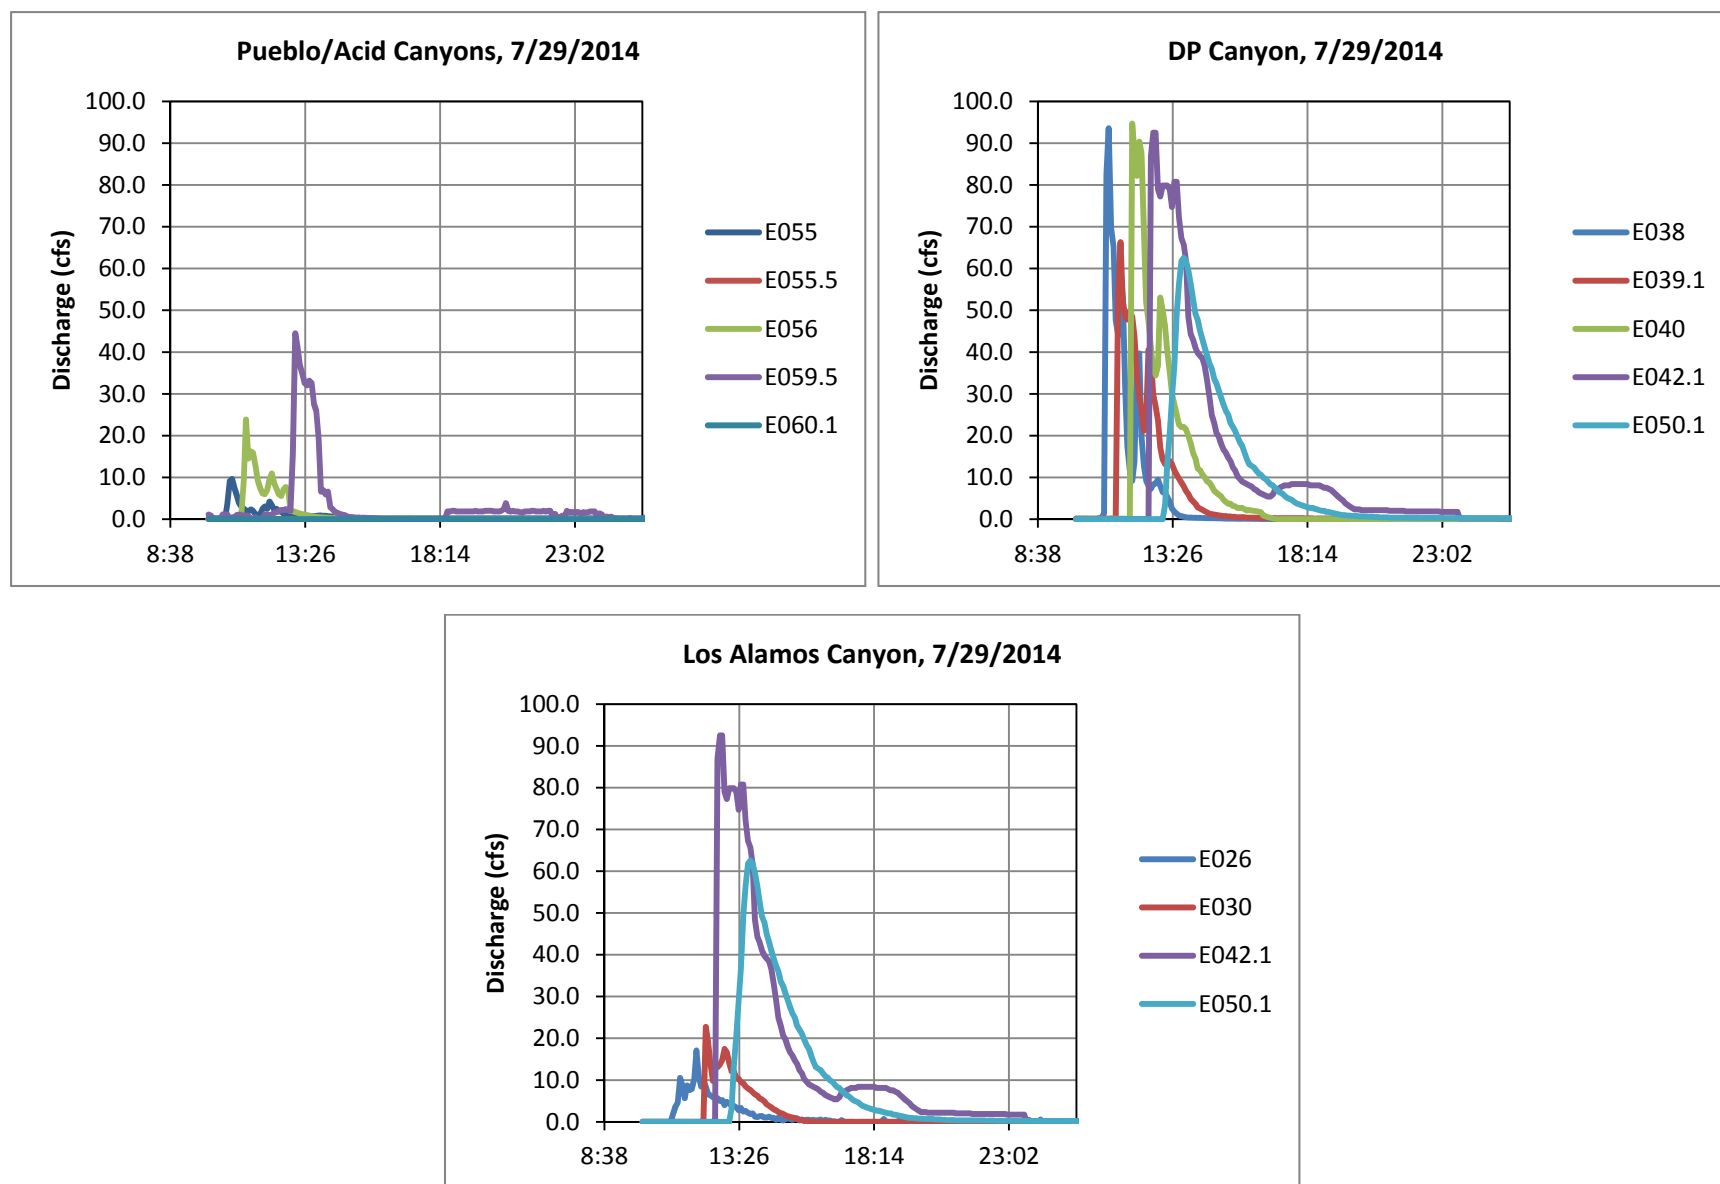 Pueblo/Acid Canyons, 7/29/2014
Discharge (cfs)
100.0
90.0
80.0
70.0
60.0
50.0
40.0
30.0
20.0
10.0
0.0
8:38 13:26 18:14 23:02
E055
E055.5
E056
E059.5
E060.1
DP Canyon, 7/29/2014
Discharge (cfs)
100.0
90.0
80.0
70.0
60.0
50.0
40.0
30.0
20.0
10.0
0.0
8:38 13:26 18:14 23:02
E038
E039.1
E040
E042.1
E050.1
Los Alamos Canyon, 7/29/2014
Discharge (cfs)
100.0
90.0
80.0
70.0
60.0
50.0
40.0
30.0
20.0
10.0
0.0
8:38 13:26 18:14 23:02
E026
E030
E042.1
E050.1